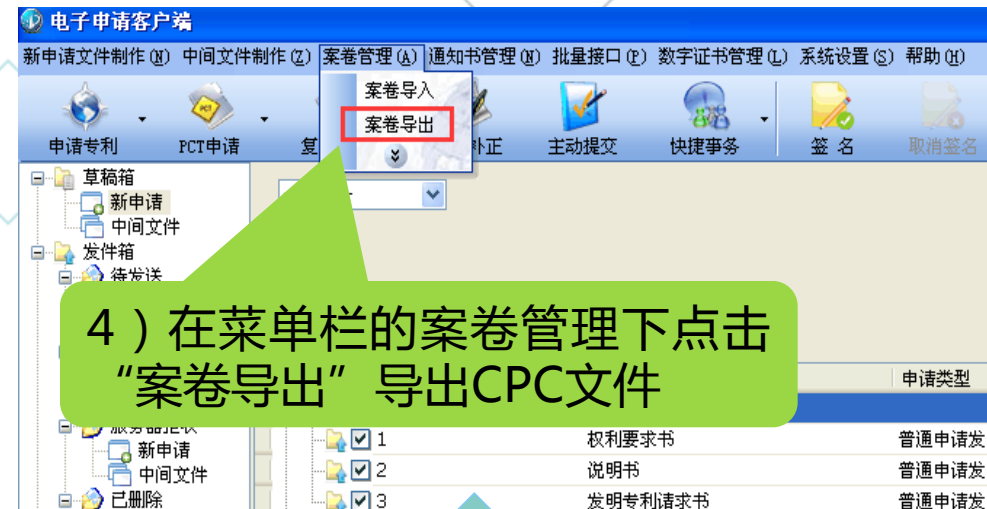 电子申请客户端
新申请文件制作(N) 中间文件制作(Z) 案卷管理(A) 通知书管理(N) 批量接口(P) 数字证书管理(L) 系统设置(S) 帮助(H)
案卷导入
案卷导出
申请专利 PCT申请 复 补正 主动提交 快捷事务 签 名 取消签名
草稿箱
新申请
中间文件
发件箱
待发送
4）在菜单栏的案卷管理下点击
“案卷导出”导出CPC文件
申请类型
新申请
中间文件
已删除
1 权利要求书 普通申请发
2 说明书 普通申请发
3 发明专利请求书 普通申请发